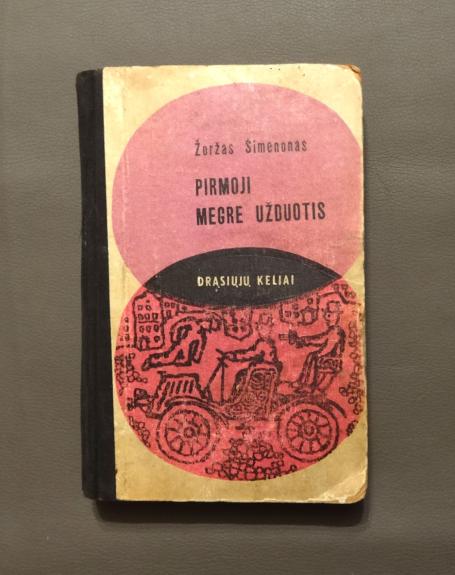 Žoržas Simenonas
PIRMOJI
MEGRE UŽDUOTIS
DRĄSIŲJŲ KELIAI